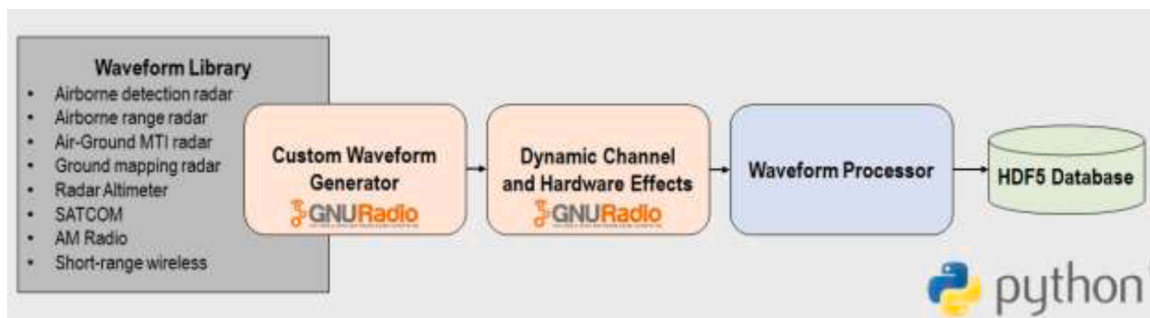 Waveform Library
• Airborne detection radar
• Airborne range radar
• Air-Ground MTI radar
• Ground mapping radar
• Radar Altimeter
• SATCOM
• AM Radio
• Short-range wireless
Custom Waveform
Generator
GNURadio
Dynamic Channel
and Hardware Effects
GNURadio
Waveform Processor
HDF5 Database
python